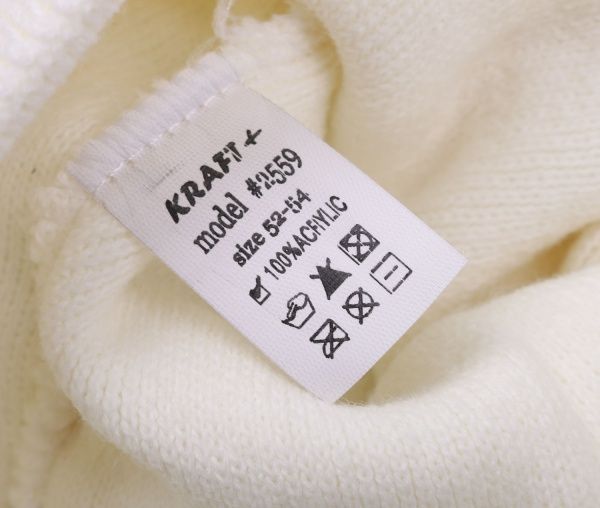 KRAFT +
model #2559
size 52-54
100%ACRYLIC